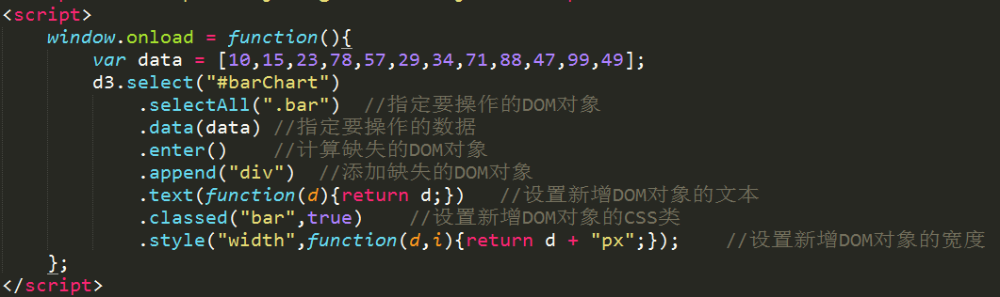 <script>
window.onload = function(){
var data = [10,15,23,78,57,29,34,71,88,47,99,49];
d3.select("#barChart")
.selectAll(".bar")  //指定要操作的DOM对象
.data(data) //指定要操作的数据
.enter()    //计算缺失的DOM对象
.append("div")  //添加缺失的DOM对象
.text(function(d){return d;})   //设置新增DOM对象的文本
.classed("bar",true)    //设置新增DOM对象的CSS类
.style("width",function(d,i){return d + "px";});    //设置新增DOM对象的宽度
};
</script>